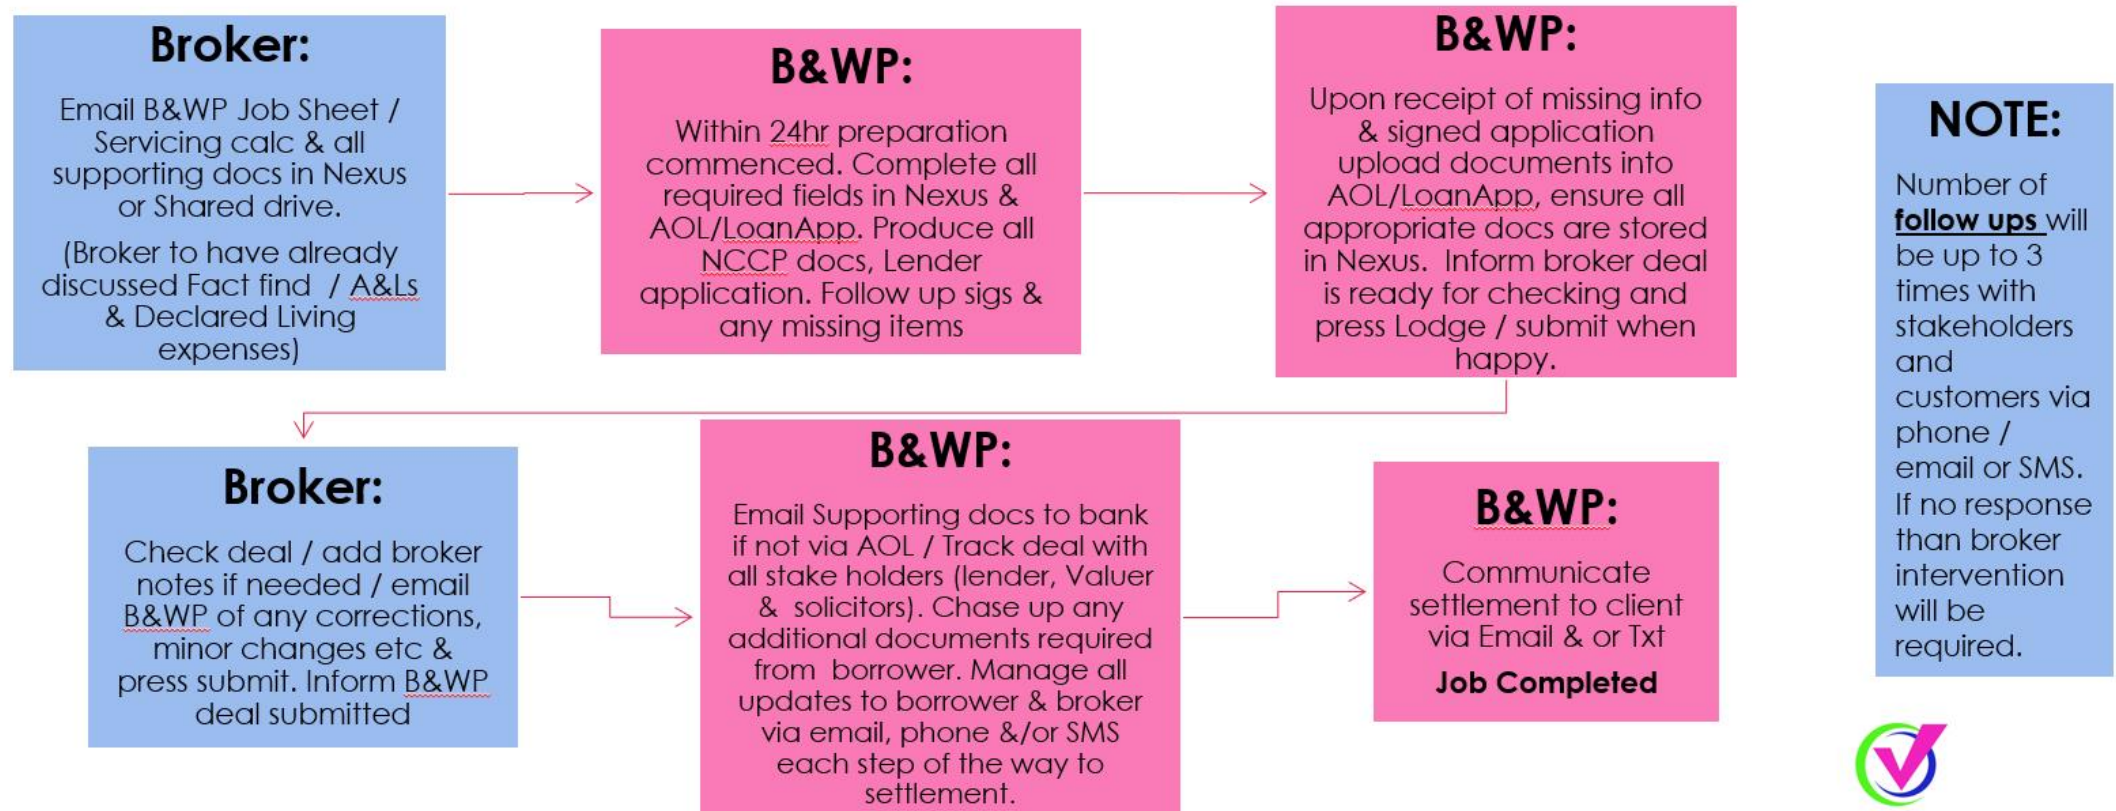 Broker:
Email B&WP Job Sheet /
Servicing calc & all
supporting docs in Nexus
or Shared drive.
(Broker to have already
discussed Fact find / A&Ls
& Declared Living
expenses)
B&WP:
Within 24hr preparation
commenced. Complete all
required fields in Nexus &
AOL/LoanApp. Produce all
NCCP docs, Lender
application. Follow up sigs &
any missing items
B&WP:
Upon receipt of missing info
& signed application
upload documents into
AOL/LoanApp, ensure all
appropriate docs are stored
in Nexus. Inform broker deal
is ready for checking and
press Lodge / submit when
happy.
Broker:
Check deal / add broker
notes if needed / email
B&WP of any corrections,
minor changes etc &
press submit. Inform B&WP
deal submitted
B&WP:
Email Supporting docs to bank
if not via AOL / Track deal with
all stake holders (lender, Valuer
& solicitors). Chase up any
additional documents required
from borrower. Manage all
updates to borrower & broker
via email, phone &/or SMS
each step of the way to
settlement.
B&WP:
Communicate
settlement to client
via Email & or Txt
Job Completed
NOTE:
Number of
follow ups will
be up to 3
times with
stakeholders
and
customers via
phone /
email or SMS.
If no response
than broker
intervention
will be
required.